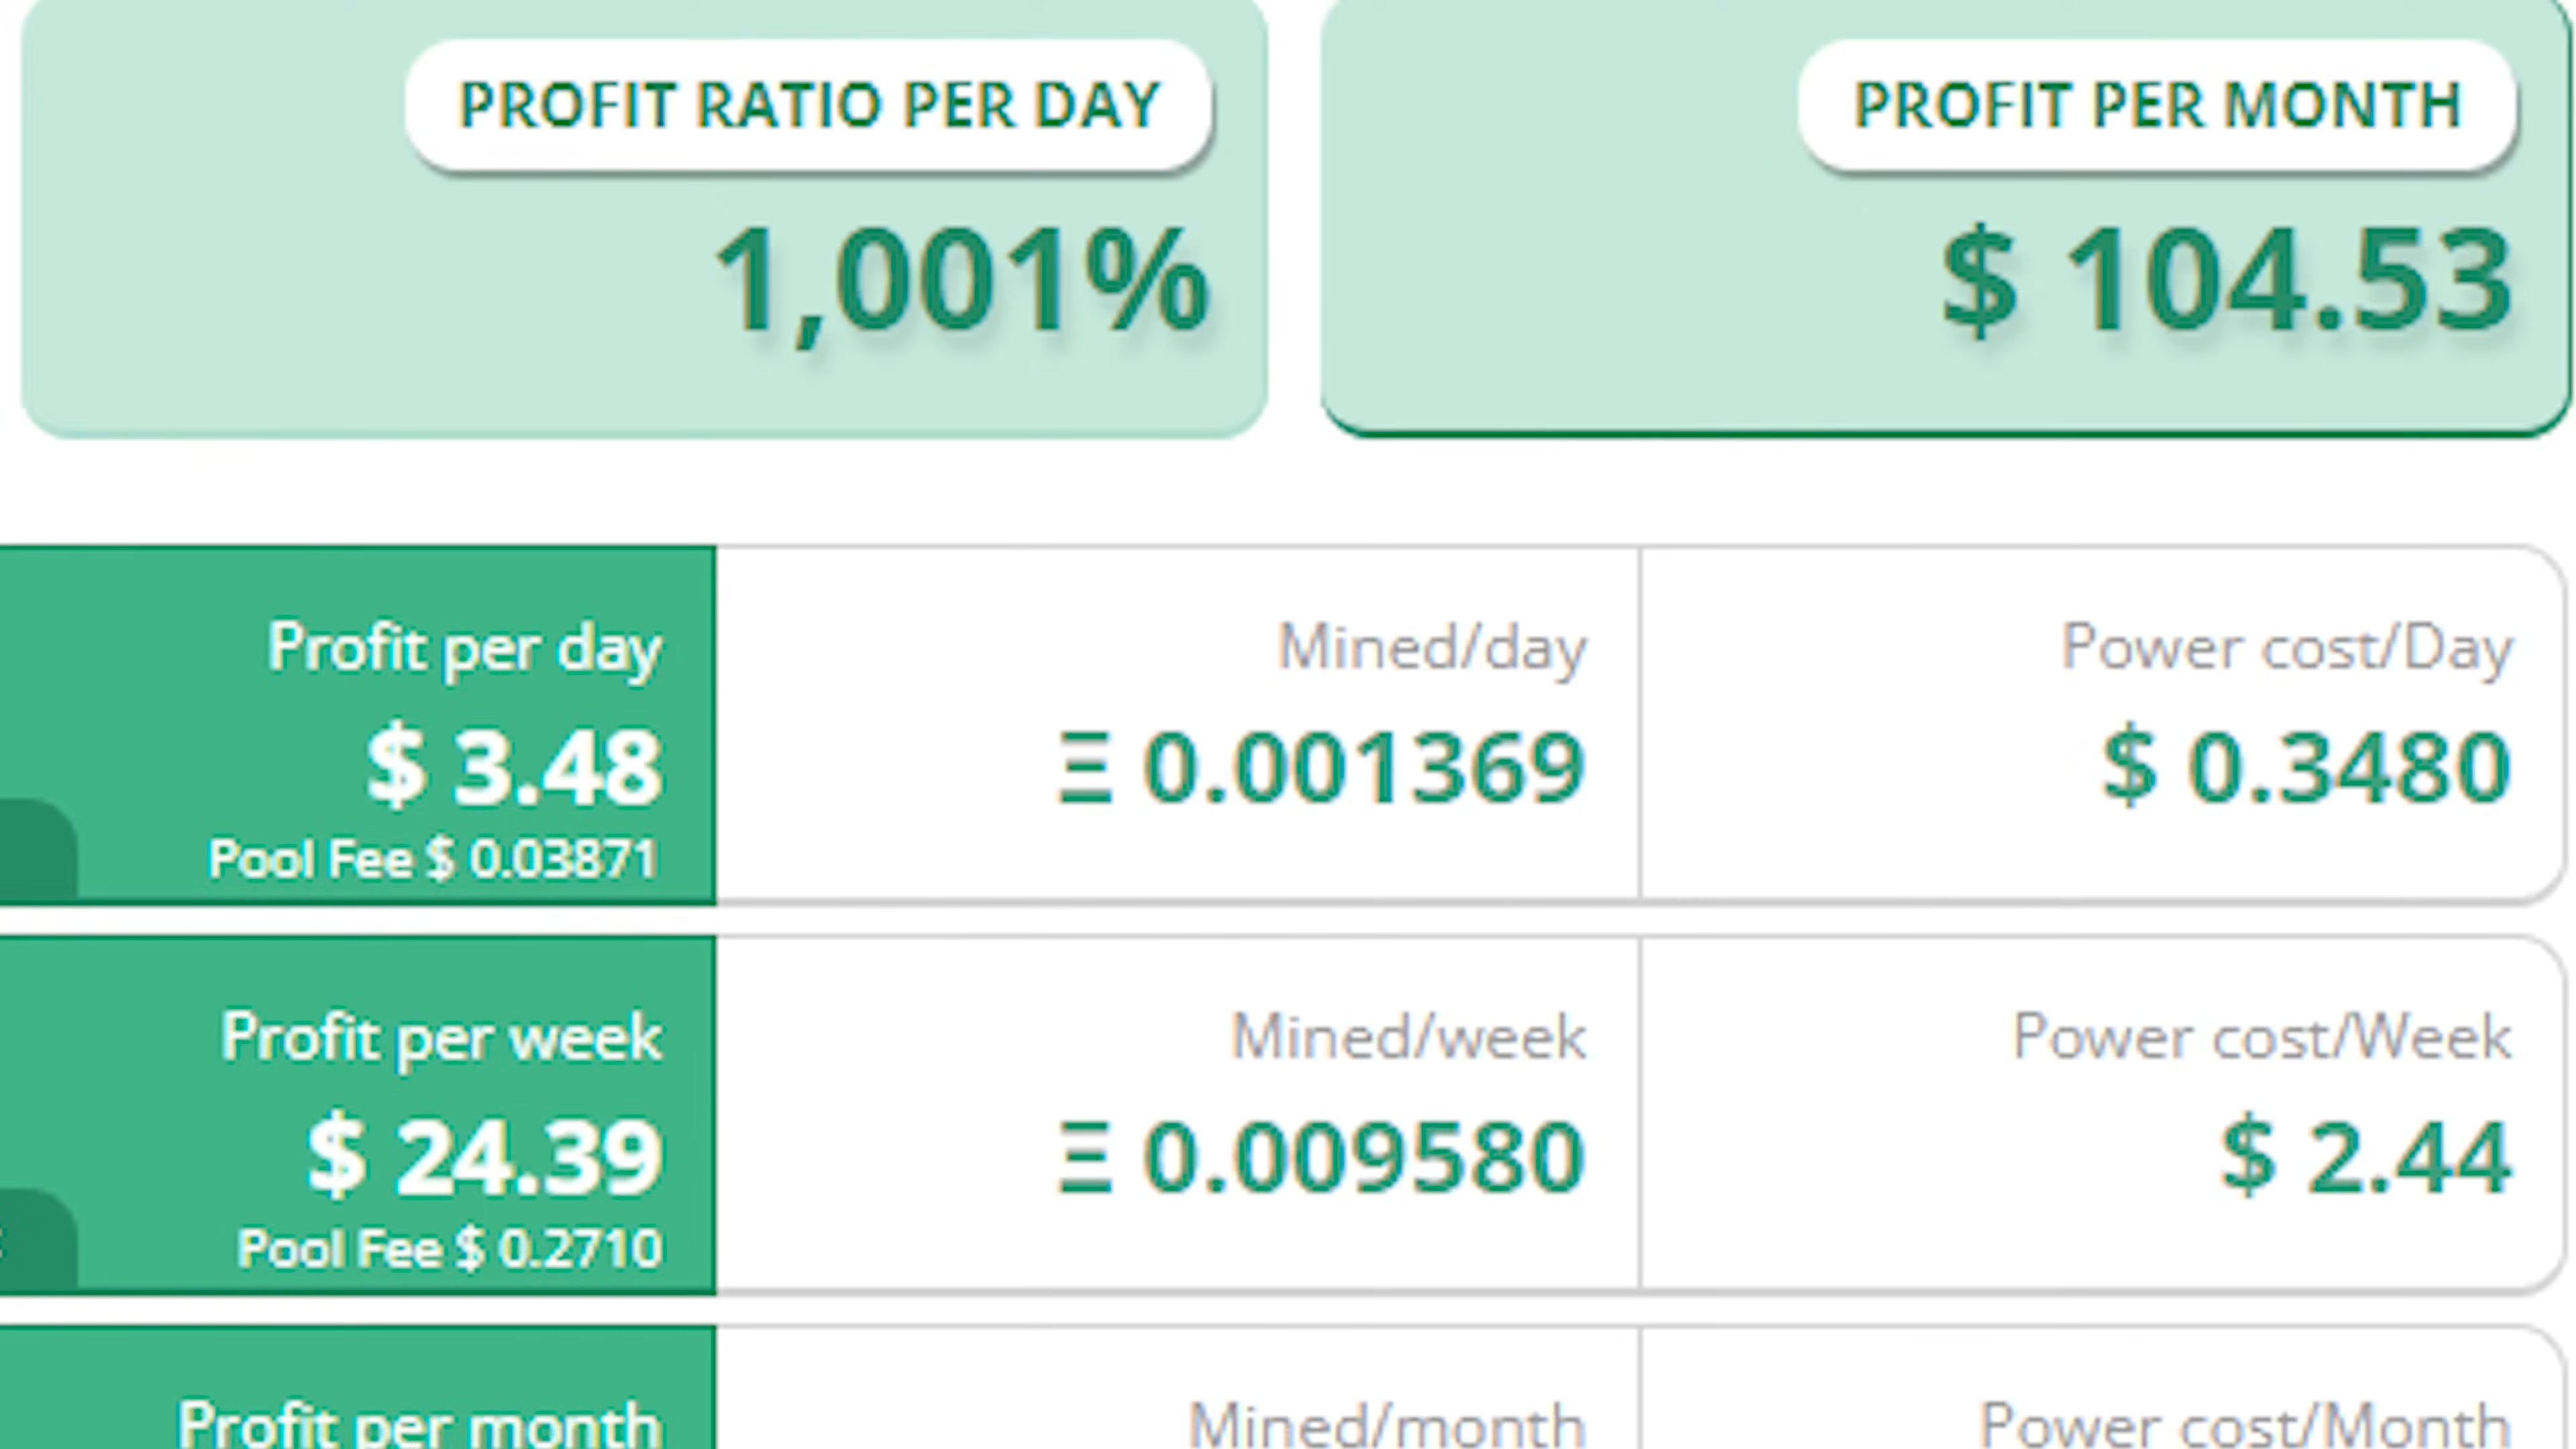 PROFIT RATIO PER DAY
1,001%
PROFIT PER MONTH
$ 104.53
Profit per day
$ 3.48
Pool Fee $ 0.03871
Mined/day
Ξ 0.001369
Power cost/Day
$ 0.3480
Profit per week
$ 24.39
Pool Fee $ 0.2710
Mined/week
Ξ 0.009580
Power cost/Week
$ 2.44
Profit per month
Mined/month
Power cost/Month